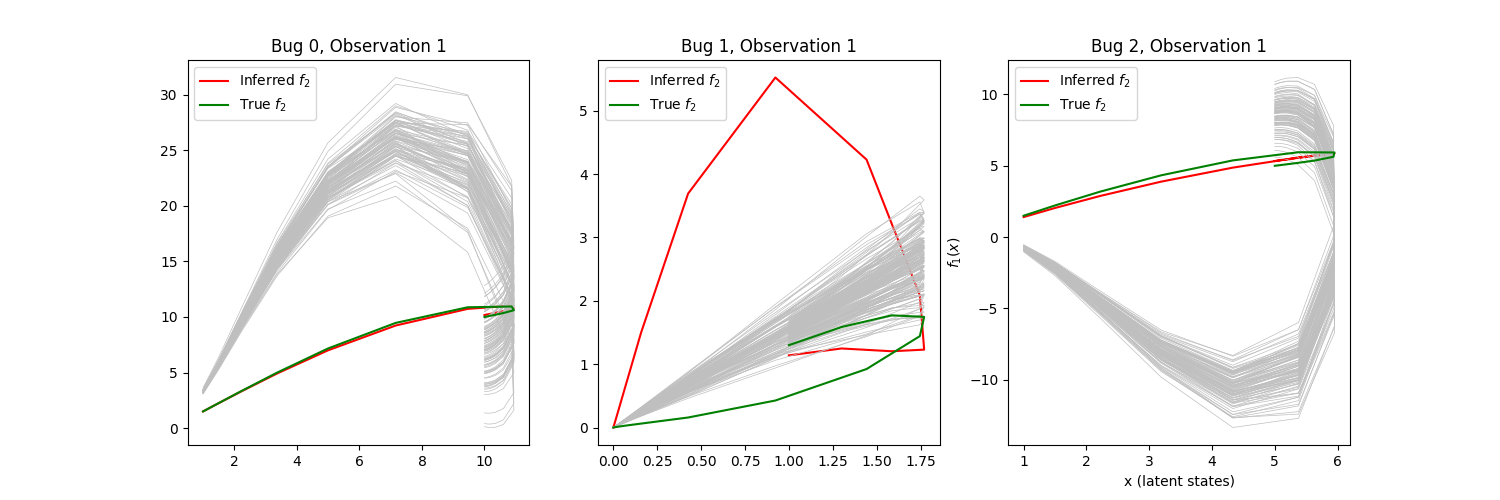 Bug 0, Observation 1
Inferred f₂
True f₂
30
25
20
15
10
5
0
2 4 6 8 10
Bug 1, Observation 1
Inferred f₂
True f₂
5
4
3
2
1
0
0.00 0.25 0.50 0.75 1.00 1.25 1.50 1.75
Bug 2, Observation 1
Inferred f₂
True f₂
f₁(x)
10
5
0
−5
−10
1 2 3 4 5 6
x (latent states)